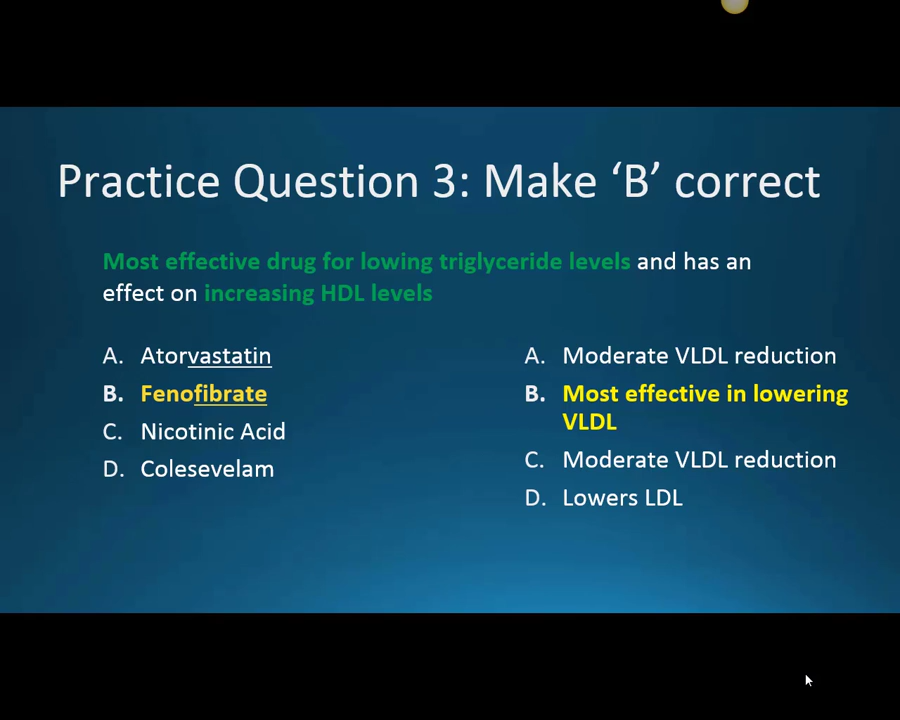 Practice Question 3: Make ‘B’ correct
Most effective drug for lowering triglyceride levels and has an
effect on increasing HDL levels
A. Atorvastatin
B. Fenofibrate
C. Nicotinic Acid
D. Colesevelam
A. Moderate VLDL reduction
B. Most effective in lowering
VLDL
C. Moderate VLDL reduction
D. Lowers LDL